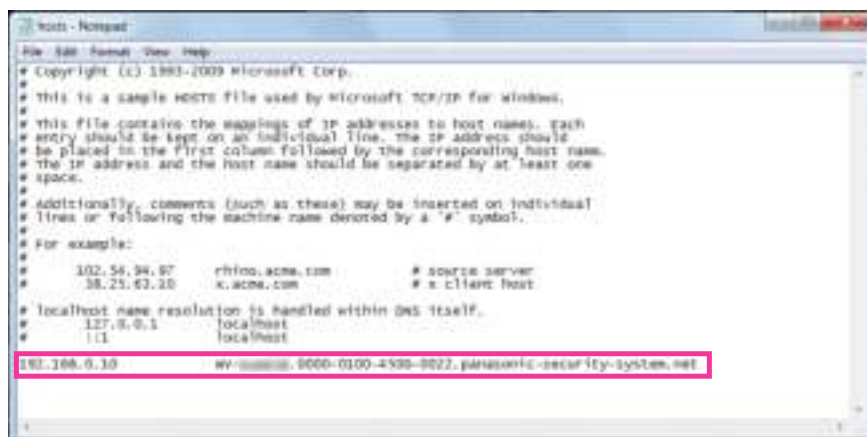 hosts - Notepad
File Edit Format View Help
# Copyright (c) 1993-2009 Microsoft Corp.
#
# This is a sample HOSTS file used by Microsoft TCP/IP for Windows.
#
# This file contains the mappings of IP addresses to host names. Each
# entry should be kept on an individual line. The IP address should
# be placed in the first column followed by the corresponding host name.
# The IP address and the host name should be separated by at least one
# space.
#
# Additionally, comments (such as these) may be inserted on individual
# lines or following the machine name denoted by a '#' symbol.
#
# For example:
#
# 102.54.94.97 rhino.acme.com # source server
# 38.25.63.10 x.acme.com # x client host
# localhost name resolution is handled within DNS itself.
# 127.0.0.1 localhost
# ::1 localhost
192.168.0.10 wv- .0000-0100-4500-0022.panasonic-security-system.net